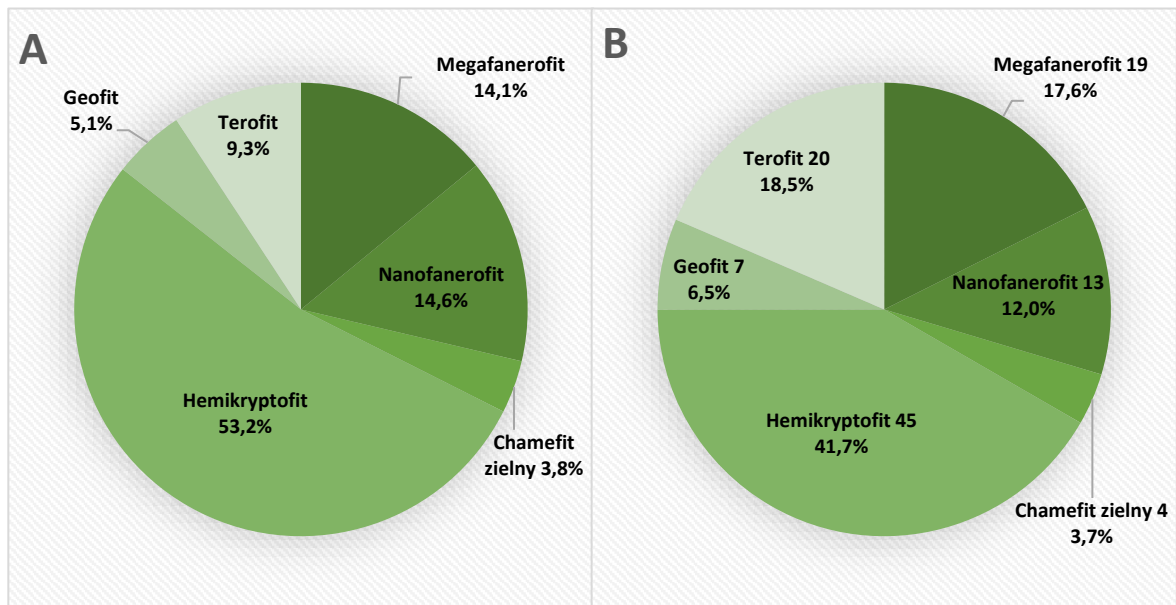 A
Megafanerofit
14,1%
Geofit
5,1%
Terofit
9,3%
Nanofanerofit
14,6%
Hemikryptofit
53,2%
Chamefit
zielny 3,8%
B
Megafanerofit 19
17,6%
Terofit 20
18,5%
Geofit 7
6,5%
Nanofanerofit 13
12,0%
Hemikryptofit 45
41,7%
Chamefit zielny 4
3,7%